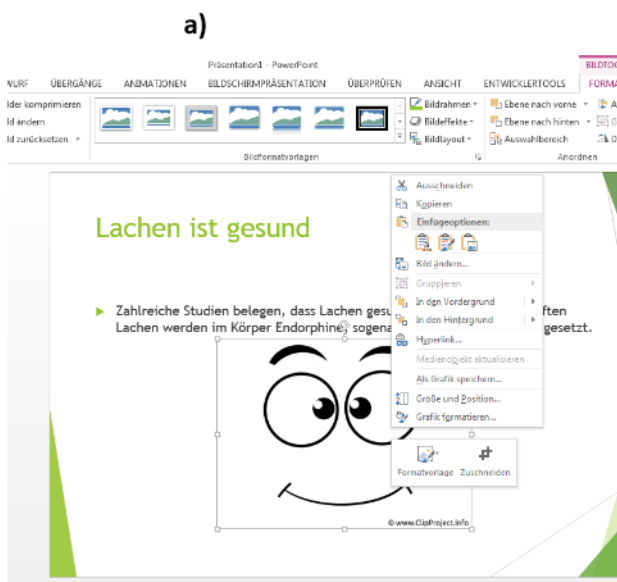 a)
Präsentation1 - PowerPoint
BILDTOO
WURF ÜBERGÄNGE ANIMATIONEN BILDSCHIRMPRÄSENTATION ÜBERPRÜFEN ANSICHT ENTWICKLERTOOLS FORMA
lder komprimieren
ld ändern
ld zurücksetzen
Bildrahmen
Bildeffekte
Bildlayout
Ebene nach vorne
Ebene nach hinten
Auswahlbereich
A
G
D
Bildformatvorlagen
Anordnen
Lachen ist gesund
Zahlreiche Studien belegen, dass Lachen gesu ften
Lachen werden im Körper Endorphine, sogena gesetzt.
Ausschneiden
Kopieren
Einfügeoptionen:
Bild ändern...
Gruppieren
In den Vordergrund
In den Hintergrund
Hyperlink...
Medienobjekt aktualisieren
Als Grafik speichern...
Größe und Position...
Grafik formatieren...
Formatvorlage Zuschneiden
© www.ClipProject.info